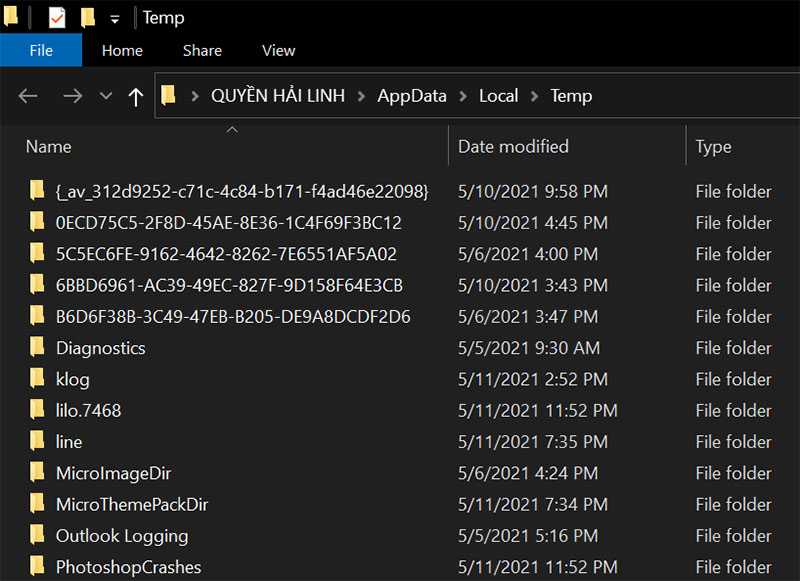 Temp
File Home Share View
QUYỀN HẢI LINH > AppData > Local > Temp
Name Date modified Type
{_av_312d9252-c71c-4c84-b171-f4ad46e22098} 5/10/2021 9:58 PM File folder
0ECD75C5-2F8D-45AE-8E36-1C4F69F3BC12 5/10/2021 4:45 PM File folder
5C5EC6FE-9162-4642-8262-7E6551AF5A02 5/6/2021 4:00 PM File folder
6BBD6961-AC39-49EC-827F-9D158F64E3CB 5/10/2021 3:43 PM File folder
B6D6F38B-3C49-47EB-B205-DE9A8DCDF2D6 5/6/2021 3:47 PM File folder
Diagnostics 5/5/2021 9:30 AM File folder
klog 5/11/2021 2:52 PM File folder
lilo.7468 5/11/2021 11:52 PM File folder
line 5/11/2021 7:35 PM File folder
MicroImageDir 5/6/2021 4:24 PM File folder
MicroThemePackDir 5/11/2021 7:34 PM File folder
Outlook Logging 5/5/2021 5:16 PM File folder
PhotoshopCrashes 5/11/2021 11:52 PM File folder